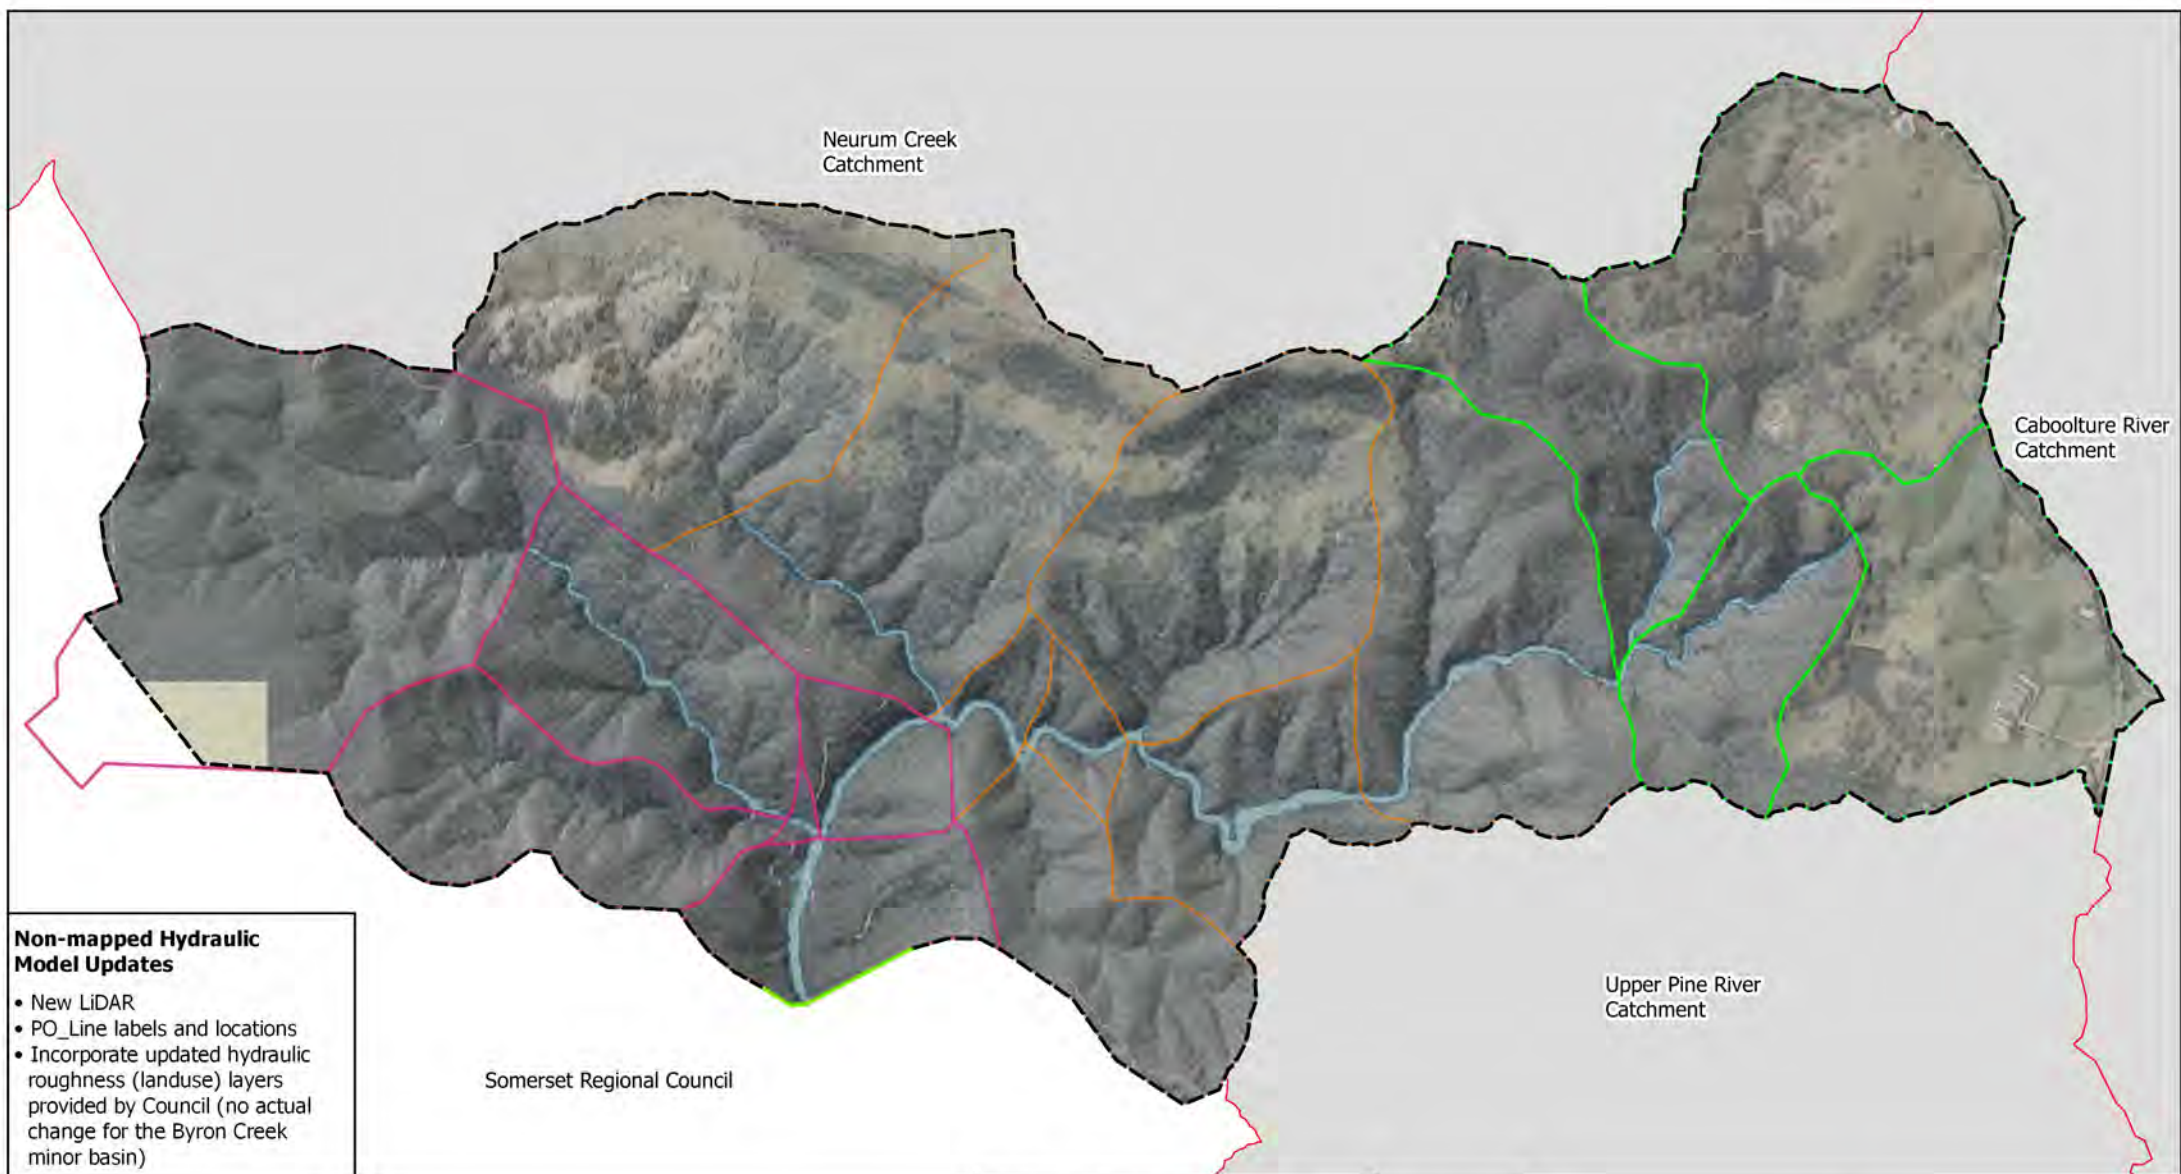 Neurum Creek
Catchment
Caboolture River
Catchment
Non-mapped Hydraulic
Model Updates
• New LiDAR
• PO_Line labels and locations
• Incorporate updated hydraulic
roughness (landuse) layers
provided by Council (no actual
change for the Byron Creek
minor basin)
Somerset Regional Council
Upper Pine River
Catchment